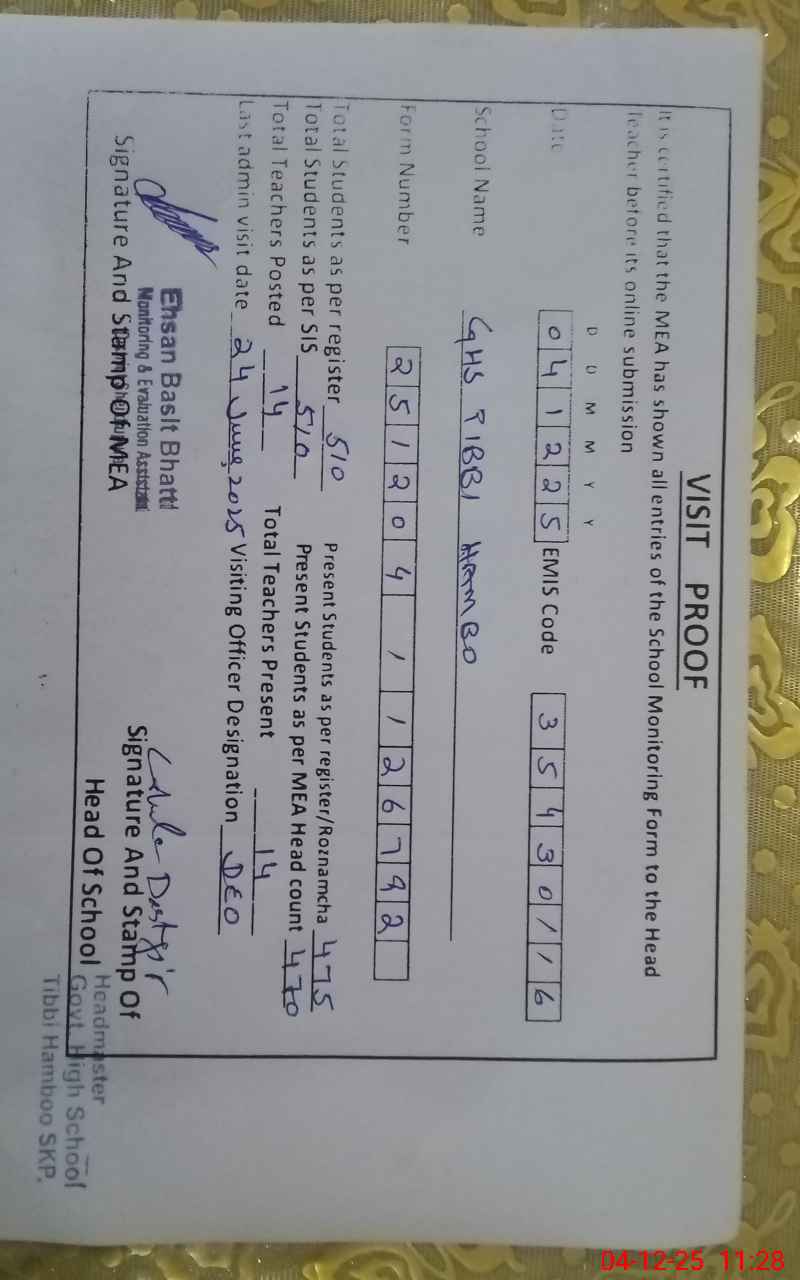 VISIT PROOF
It is certified that the MEA has shown all entries of the School Monitoring Form to the Head
Teacher before its online submission
D D M M Y Y
Date 0 4 1 2 2 5 EMIS Code 3 5 4 3 0 1 1 6
School Name GHS TIBBI HAMBO
Form Number 2 5 1 2 0 4 1 1 2 6 7 9 2
Total Students as per register 510 Present Students as per register/Roznamcha 475
Total Students as per SIS 510 Present Students as per MEA Head count 470
Total Teachers Posted 14 Total Teachers Present 14
Last admin visit date 24 June, 2025 Visiting Officer Designation DEO
Ehsan Basit Bhatti
Monitoring & Evaluation Assistant
Signature And Stamp Of MEA
Signature And Stamp Of
Head Of School
Headmaster
Govt. High School
Tibbi Hamboo SKP.
04-12-25 11:28